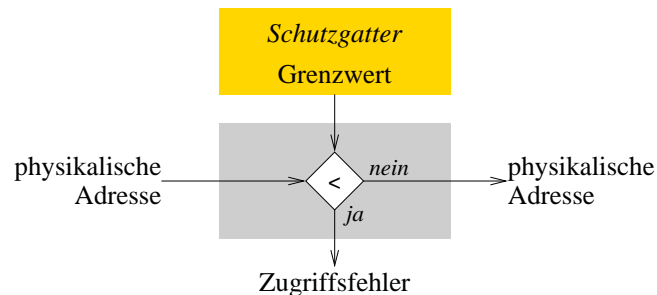 Schutzgatter
Grenzwert
physikalische
Adresse
<
nein
ja
physikalische
Adresse
Zugriffsfehler